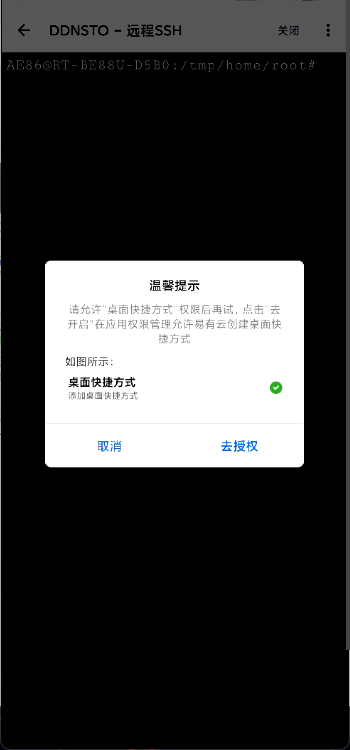 DDNSTO - 远程SSH
关闭
AE86@RT-BE88U-D5B0:/tmp/home/root#
温馨提示
请允许"桌面快捷方式"权限后再试, 点击"去
开启"在应用权限管理允许易有云创建桌面快
捷方式
如图所示:
桌面快捷方式
添加桌面快捷方式
取消
去授权